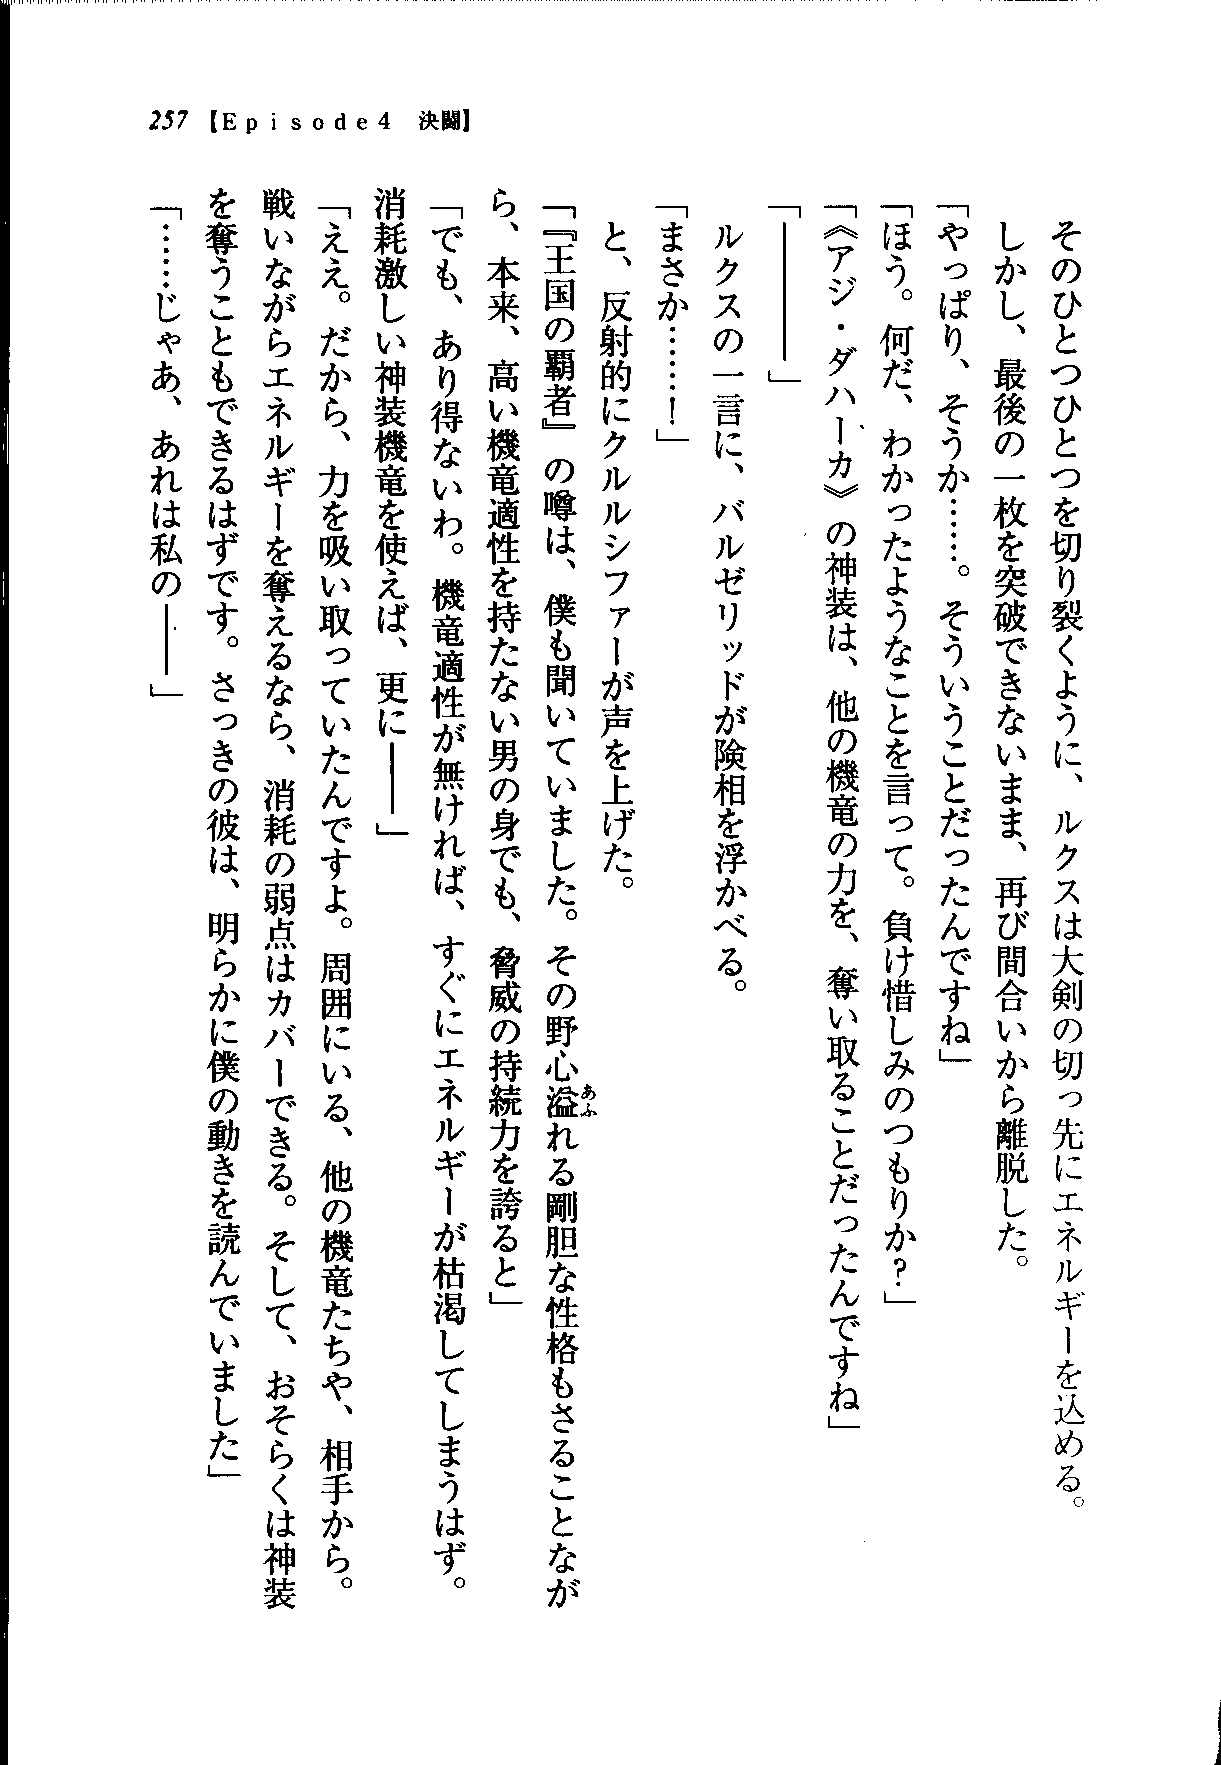 257 【Episode4 決闘】
そのひとつひとつを切り裂くように、ルクスは大剣の切っ先にエネルギーを込める。
しかし、最後の一枚を突破できないまま、再び間合いから離脱した。
「やっぱり、そうか……。そういうことだったんですね」
「ほう。何だ、わかったようなことを言って。負け惜しみのつもりか？」
「《アジ・ダハーカ》の神装は、他の機竜の力を、奪い取ることだったんですね」
「――――」
ルクスの一言に、バルゼリッドが険相を浮かべる。
「まさか……！」
と、反射的にクルルシファーが声を上げた。
「『王国の覇者』の噂は、僕も聞いていました。その野心溢れる剛胆な性格もさることなが
あふ
ら、本来、高い機竜適性を持たない男の身でも、脅威の持続力を誇ると」
「でも、あり得ないわ。機竜適性が無ければ、すぐにエネルギーが枯渇してしまうはず。
消耗激しい神装機竜を使えば、更に――」
「ええ。だから、力を吸い取っていたんですよ。周囲にいる、他の機竜たちや、相手から。
戦いながらエネルギーを奪えるなら、消耗の弱点はカバーできる。そして、おそらくは神装
を奪うこともできるはずです。さっきの彼は、明らかに僕の動きを読んでいました」
「……じゃあ、あれは私の――」